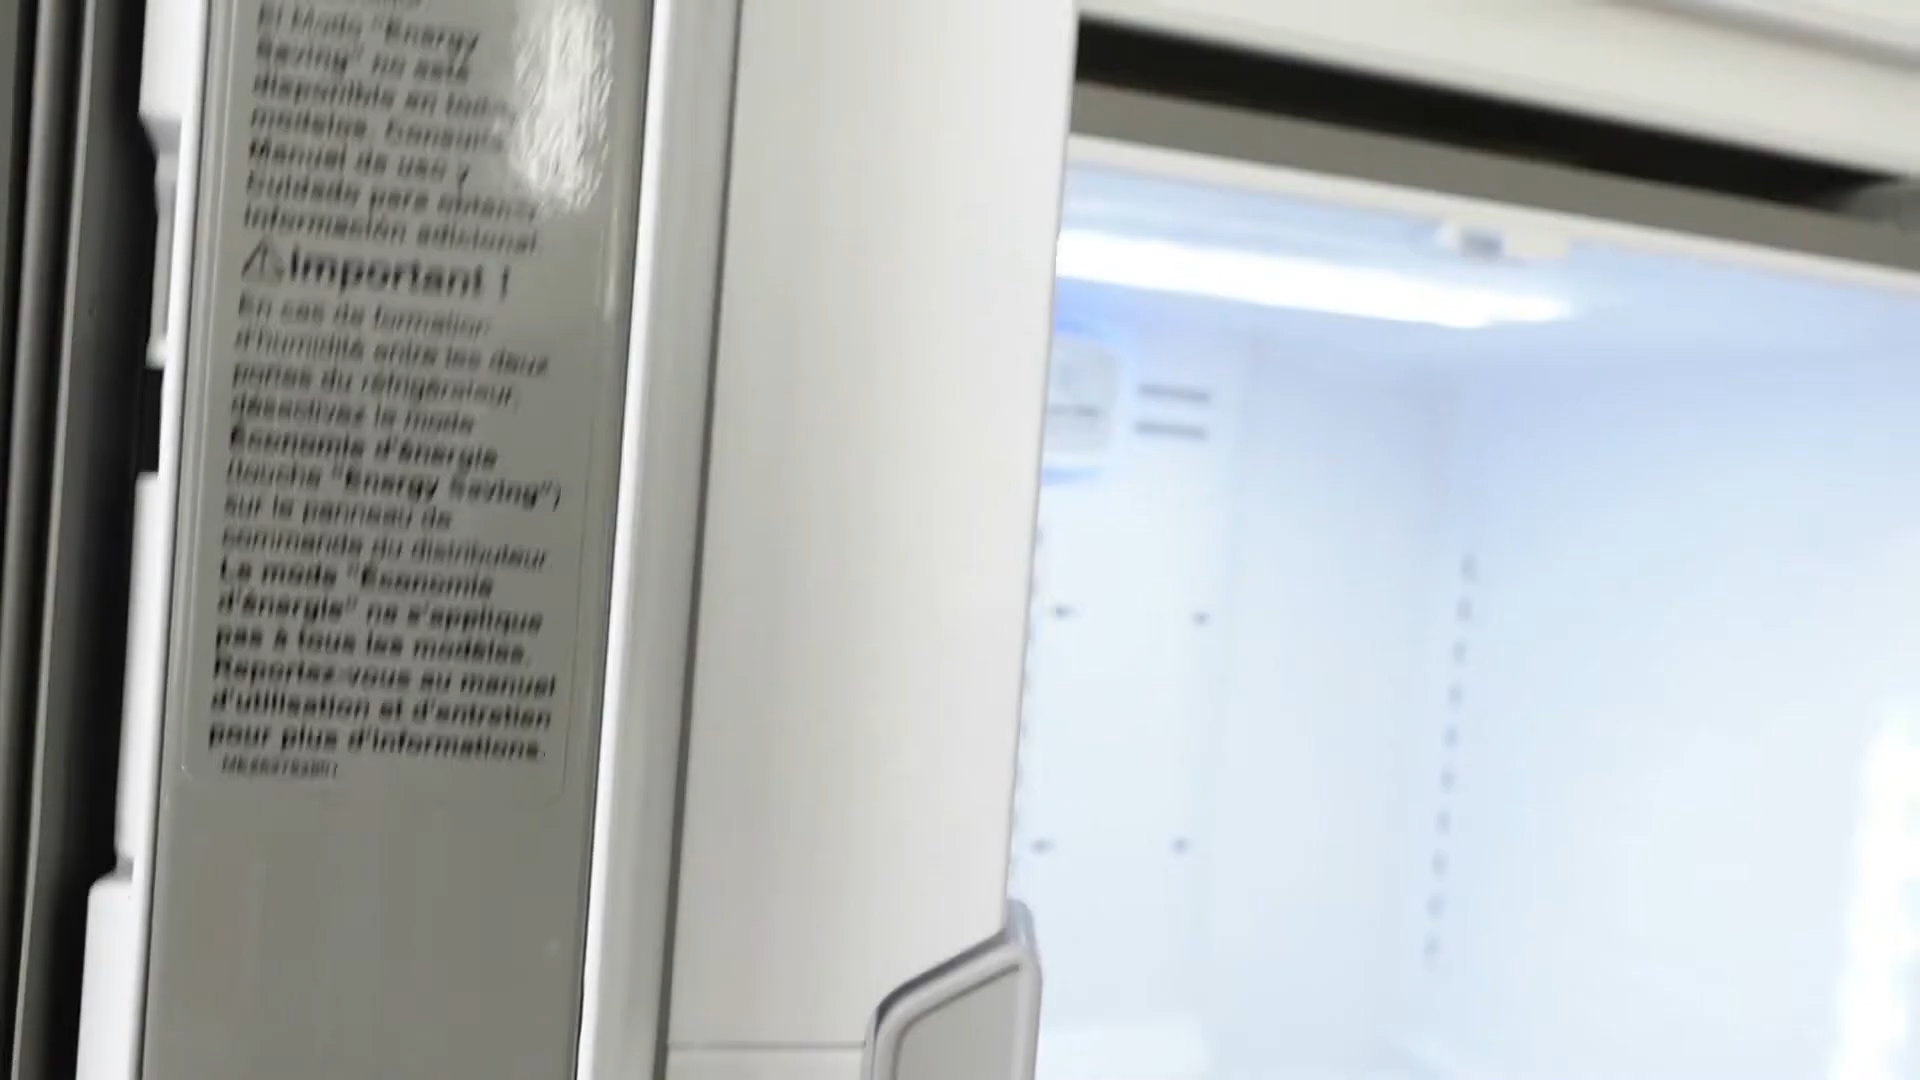 El Modo "Energy
Saving" no está
disponible en todos
modelos. Consulte
Manual de uso y
Cuidado para obtener
información adicional.
⚠Important !
En cas de formation
d'humidité entre les deux
portes du réfrigérateur,
désactivez le mode
Économie d'énergie
(touche "Energy Saving")
sur le panneau de
commande du distributeur
Le mode "Économie
d'énergie" ne s'applique
pas à tous les modèles.
Reportez-vous au manuel
d'utilisation et d'entretien
pour plus d'informations.